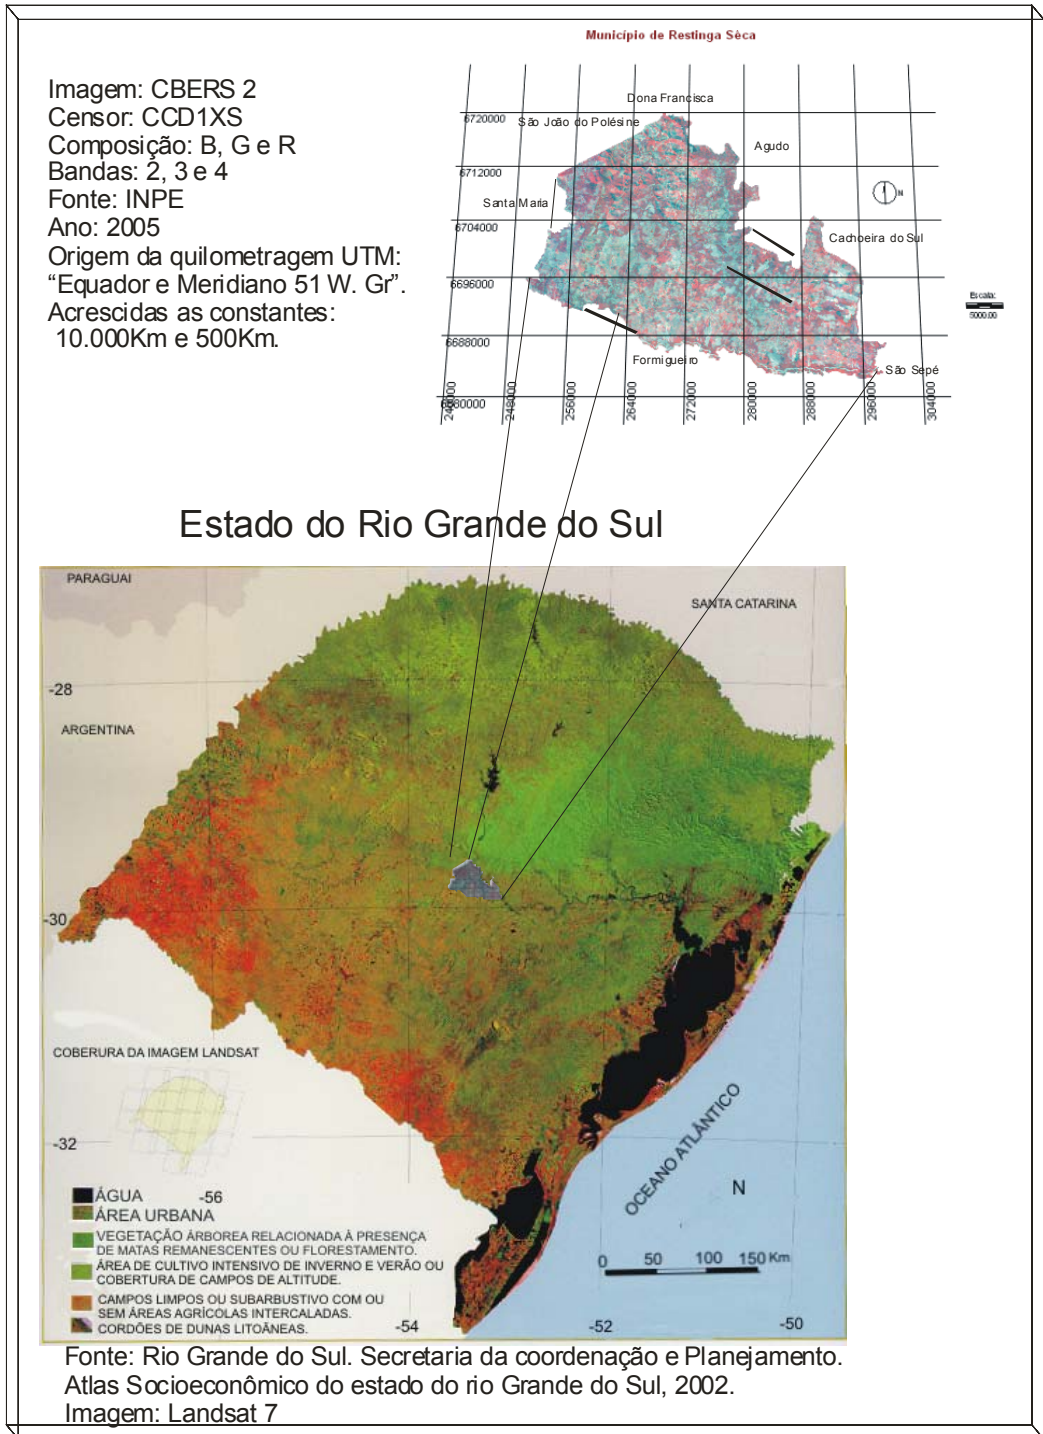 Município de Restinga Sèca
Imagem: CBERS 2
Censor: CCD1XS
Composição: B, G e R
Bandas: 2, 3 e 4
Fonte: INPE
Ano: 2005
Origem da quilometragem UTM:
“Equador e Meridiano 51 W. Gr”.
Acrescidas as constantes:
10.000Km e 500Km.
Dona Francisca
6720000
São João do Polésine
Agudo
6712000
Santa Maria
N
6704000
Cachoeira do Sul
6696000
Escala:
5000.00
6688000
Formigueiro
São Sepé
6680000
240000
248000
256000
264000
272000
280000
288000
296000
304000
Estado do Rio Grande do Sul
PARAGUAI
SANTA CATARINA
-28
ARGENTINA
-30
COBERURA DA IMAGEM LANDSAT
-32
OCEANO ATLÂNTICO
N
ÁGUA
-56
ÁREA URBANA
VEGETAÇÃO ÁRBOREA RELACIONADA À PRESENÇA
DE MATAS REMANESCENTES OU FLORESTAMENTO.
ÁREA DE CULTIVO INTENSIVO DE INVERNO E VERÃO OU
COBERTURA DE CAMPOS DE ALTITUDE.
CAMPOS LIMPOS OU SUBARBUSTIVO COM OU
SEM ÁREAS AGRÍCOLAS INTERCALADAS.
CORDÕES DE DUNAS LITOÂNEAS.
0 50 100 150 Km
-54
-52
-50
Fonte: Rio Grande do Sul. Secretaria da coordenação e Planejamento.
Atlas Socioeconômico do estado do rio Grande do Sul, 2002.
Imagem: Landsat 7